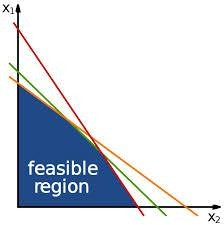 x₁
feasible
region
x₂